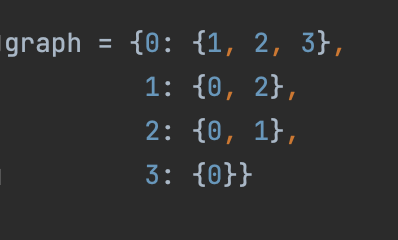 graph = {0: {1, 2, 3},
1: {0, 2},
2: {0, 1},
3: {0}}